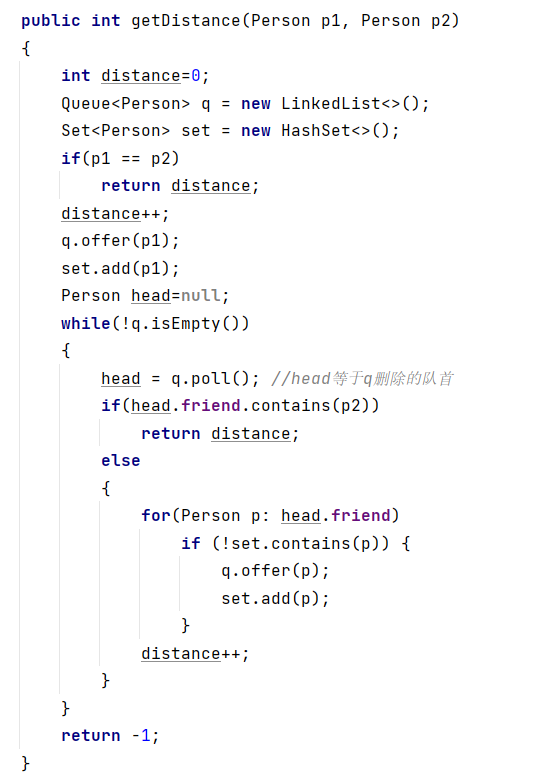 public int getDistance(Person p1, Person p2)
{
    int distance=0;
    Queue<Person> q = new LinkedList<>();
    Set<Person> set = new HashSet<>();
    if(p1 == p2)
        return distance;
    distance++;
    q.offer(p1);
    set.add(p1);
    Person head=null;
    while(!q.isEmpty())
    {
        head = q.poll(); //head等于q删除的队首
        if(head.friend.contains(p2))
            return distance;
        else
        {
            for(Person p: head.friend)
                if (!set.contains(p)) {
                    q.offer(p);
                    set.add(p);
                }
            distance++;
        }
    }
    return -1;
}